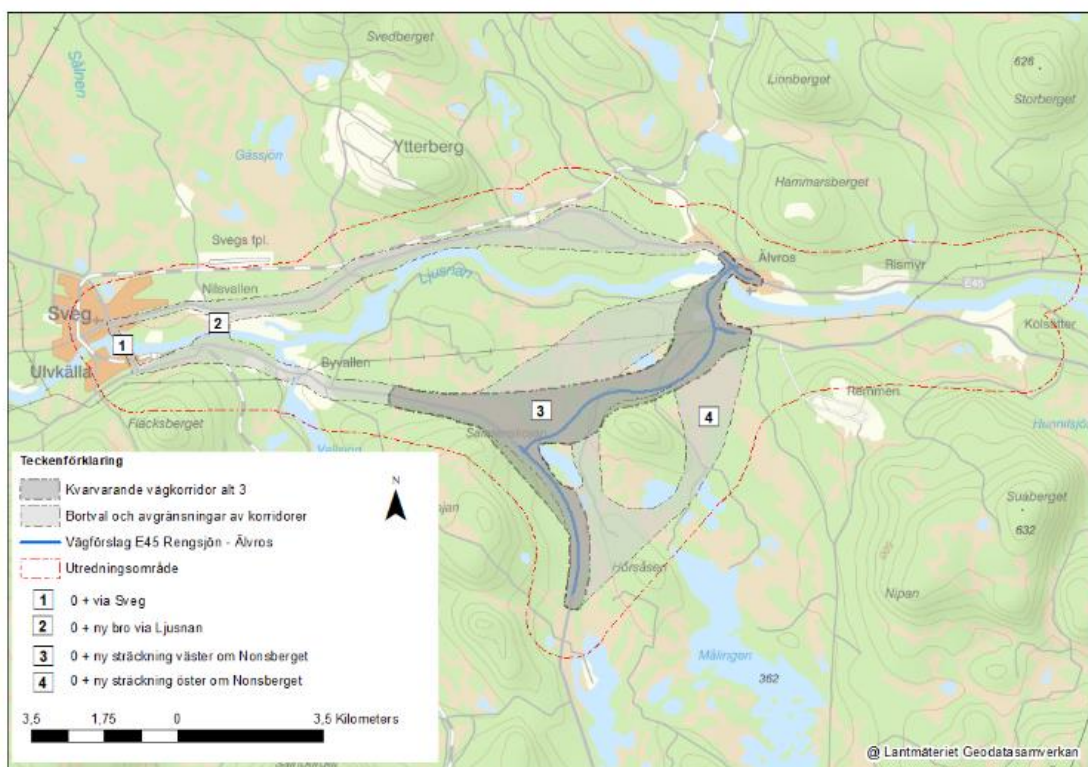 Svedberget
Linnberget
626
Storberget
Sålnen
Ytterberg
Gässjön
Hammarsberget
Svegs fpl.
Älvros
Rismyr
Ljusnan
E45
Nilsvallen
Sveg
2
Kolsätter
1
Byvallen
Ulvkälla
Remmen
3
4
Fläcksberget
Hunnilsjö
Teckenförklaring
N
Kvarvarande vägkorridor alt 3
Suaberget
Bortval och avgränsningar av korridorer
632
Vägförslag E45 Rengsjön - Älvros
Hörsåsen
Utredningsområde
Nipan
1 0 + via Sveg
2 0 + ny bro via Ljusnan
3 0 + ny sträckning väster om Nonsberget
Målingen
4 0 + ny sträckning öster om Nonsberget
362
3,5 1,75 0 3,5 Kilometers
@ Lantmäteriet Geodatasamverkan